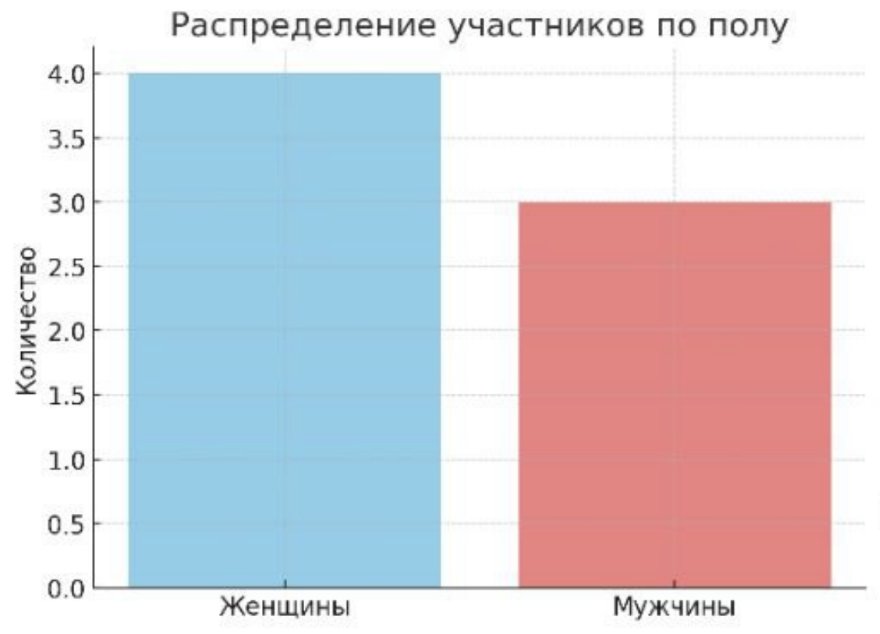 Распределение участников по полу
Количество
4.0
3.5
3.0
2.5
2.0
1.5
1.0
0.5
0.0
Женщины
Мужчины